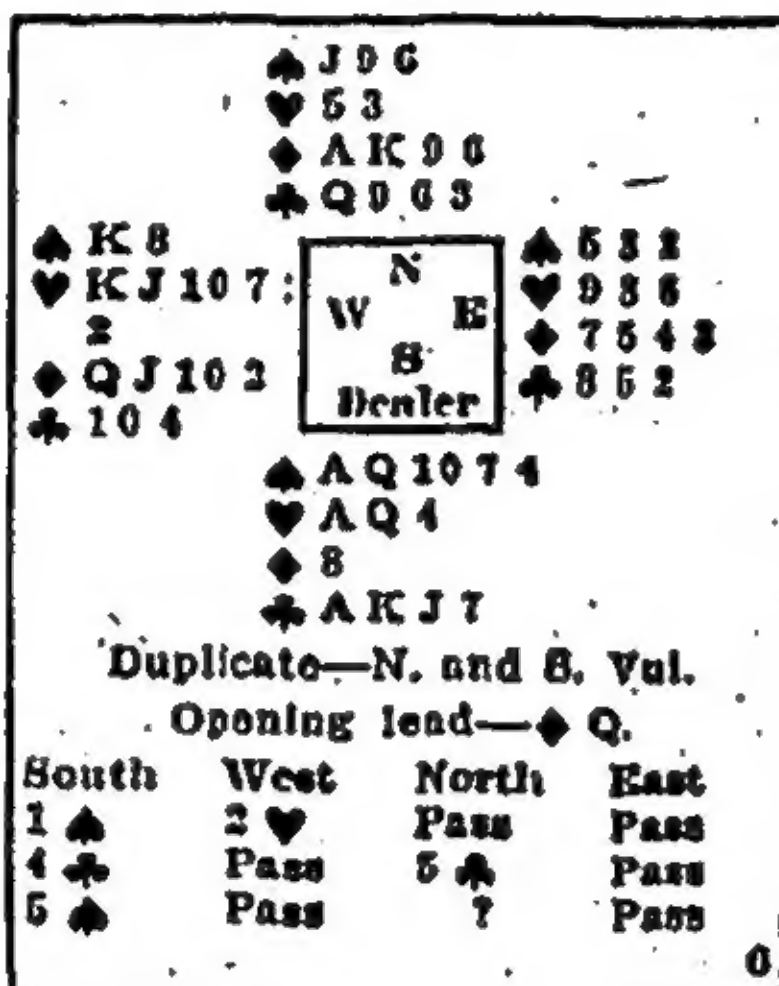 ♠ J 9 6
♥ 5 3
♦ A K 9 6
♣ Q 9 6 3
♠ K 8
♥ K J 10 7
2
♦ Q J 10 2
♣ 10 4
N
W E
S
Dealer
♠ 5 3 2
♥ 9 8 6
♦ 7 5 4 3
♣ 8 5 2
♠ A Q 10 7 4
♥ A Q 4
♦ 8
♣ A K J 7
Duplicate—N. and S. Vul.
Opening lead—♦ Q.
South West North East
1 ♠ 2 ♥ Pass Pass
4 ♣ Pass 5 ♣ Pass
5 ♠ Pass ? Pass